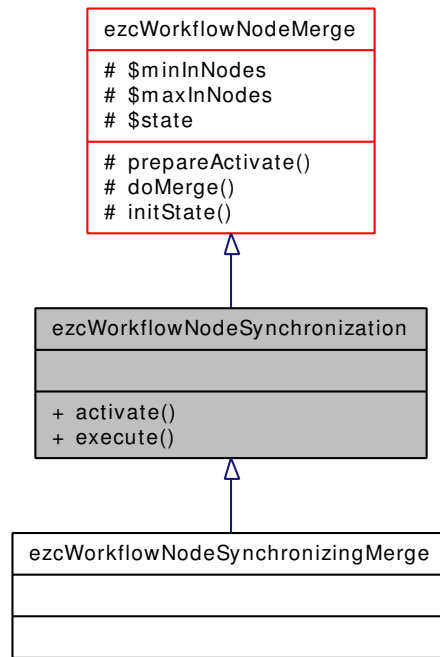 ezcWorkflowNodeMerge
# $minInNodes
# $maxInNodes
# $state
# prepareActivate()
# doMerge()
# initState()
ezcWorkflowNodeSynchronization
+ activate()
+ execute()
ezcWorkflowNodeSynchronizingMerge